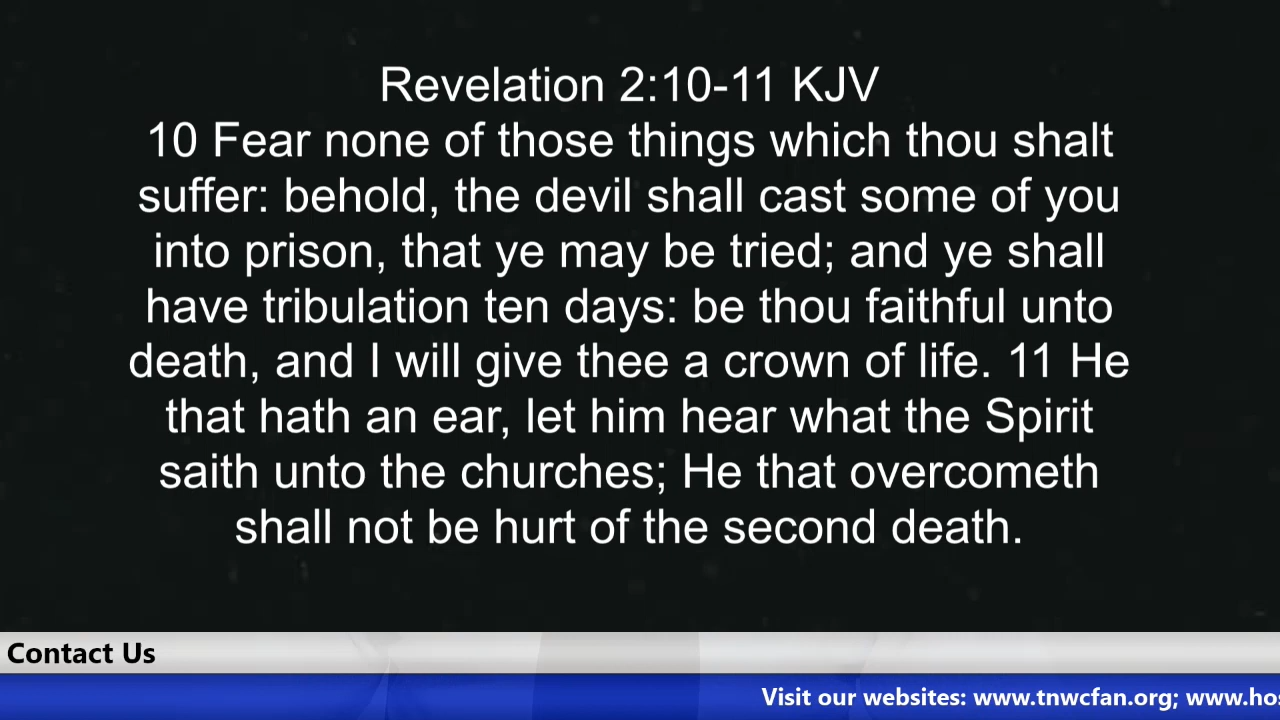 Revelation 2:10-11 KJV
10 Fear none of those things which thou shalt
suffer: behold, the devil shall cast some of you
into prison, that ye may be tried; and ye shall
have tribulation ten days: be thou faithful unto
death, and I will give thee a crown of life. 11 He
that hath an ear, let him hear what the Spirit
saith unto the churches; He that overcometh
shall not be hurt of the second death.
Contact Us
Visit our websites: www.tnwcfan.org;